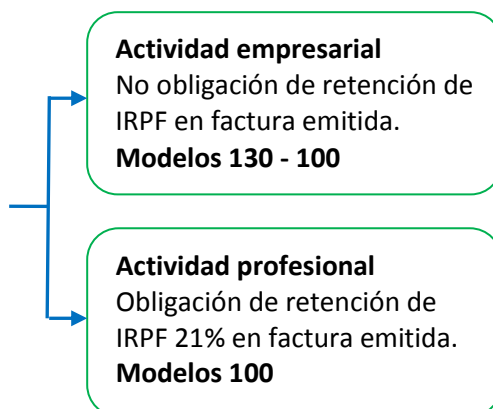 Actividad empresarial
No obligación de retención de
IRPF en factura emitida.
Modelos 130 - 100
Actividad profesional
Obligación de retención de
IRPF 21% en factura emitida.
Modelos 100